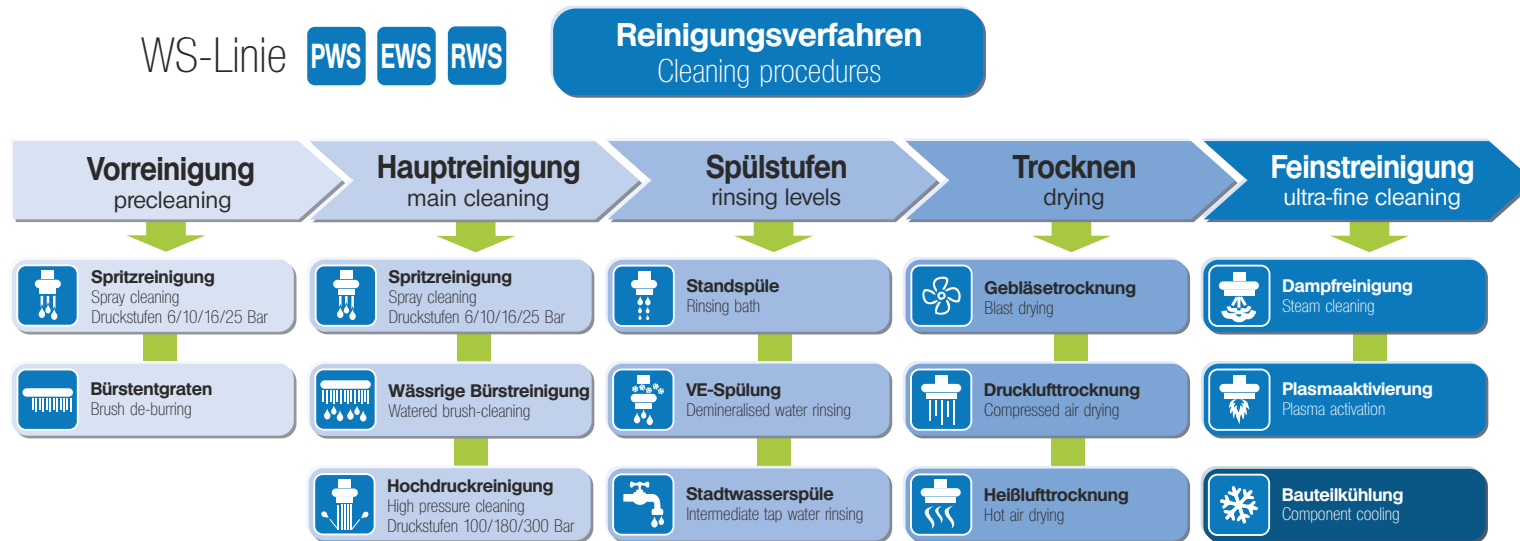 WS-Linie PWS EWS RWS
Reinigungsverfahren
Cleaning procedures
Vorreinigung
precleaning
Hauptreinigung
main cleaning
Spülstufen
rinsing levels
Trocknen
drying
Feinstreinigung
ultra-fine cleaning
Spritzreinigung
Spray cleaning
Druckstufen 6/10/16/25 Bar
Bürstentgraten
Brush de-burring
Spritzreinigung
Spray cleaning
Druckstufen 6/10/16/25 Bar
Wässrige Bürstreinigung
Watered brush-cleaning
Hochdruckreinigung
High pressure cleaning
Druckstufen 100/180/300 Bar
Standspüle
Rinsing bath
VE-Spülung
Demineralised water rinsing
Stadtwasserspüle
Intermediate tap water rinsing
Gebläsetrocknung
Blast drying
Drucklufttrocknung
Compressed air drying
Heißlufttrocknung
Hot air drying
Dampfreinigung
Steam cleaning
Plasmaaktivierung
Plasma activation
Bauteilkühlung
Component cooling